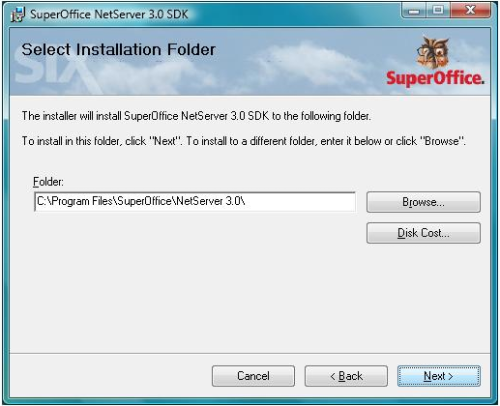 SuperOffice NetServer 3.0 SDK
Select Installation Folder
SIX
SuperOffice.
The installer will install SuperOffice NetServer 3.0 SDK to the following folder.
To install in this folder, click "Next". To install to a different folder, enter it below or click "Browse".
Folder:
C:\Program Files\SuperOffice\NetServer 3.0\
Browse...
Disk Cost...
Cancel
< Back
Next >